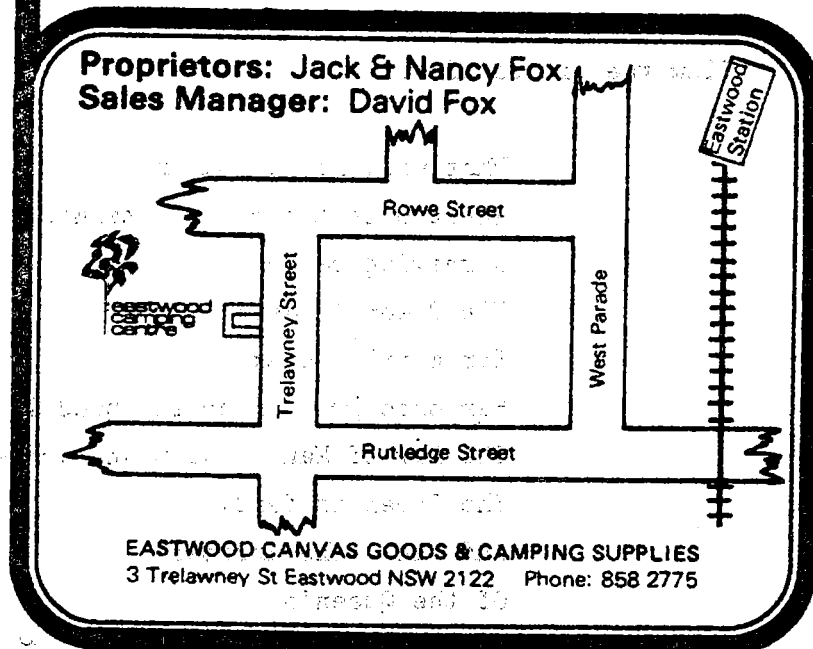 Proprietors: Jack & Nancy Fox
Sales Manager: David Fox
Eastwood
Station
Rowe Street
Trelawney Street
West Parade
eastwood
camping
centre
Rutledge Street
EASTWOOD CANVAS GOODS & CAMPING SUPPLIES
3 Trelawney St Eastwood NSW 2122 Phone: 858 2775